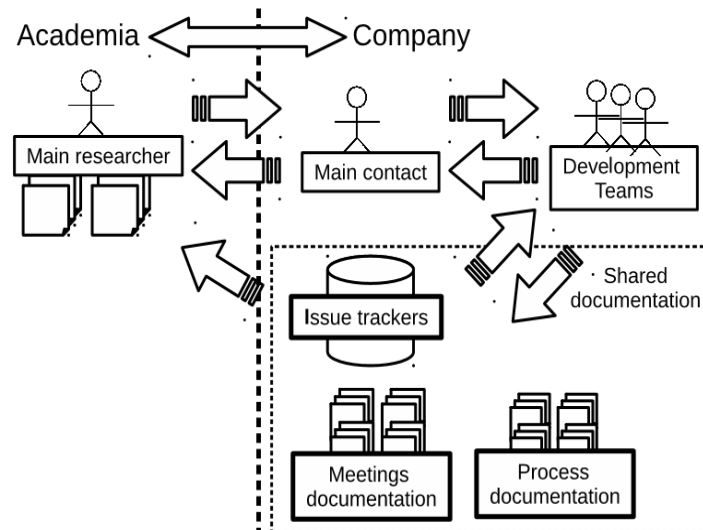 Academia
Company
Main researcher
Main contact
Development
Teams
Shared
documentation
Issue trackers
Meetings
documentation
Process
documentation